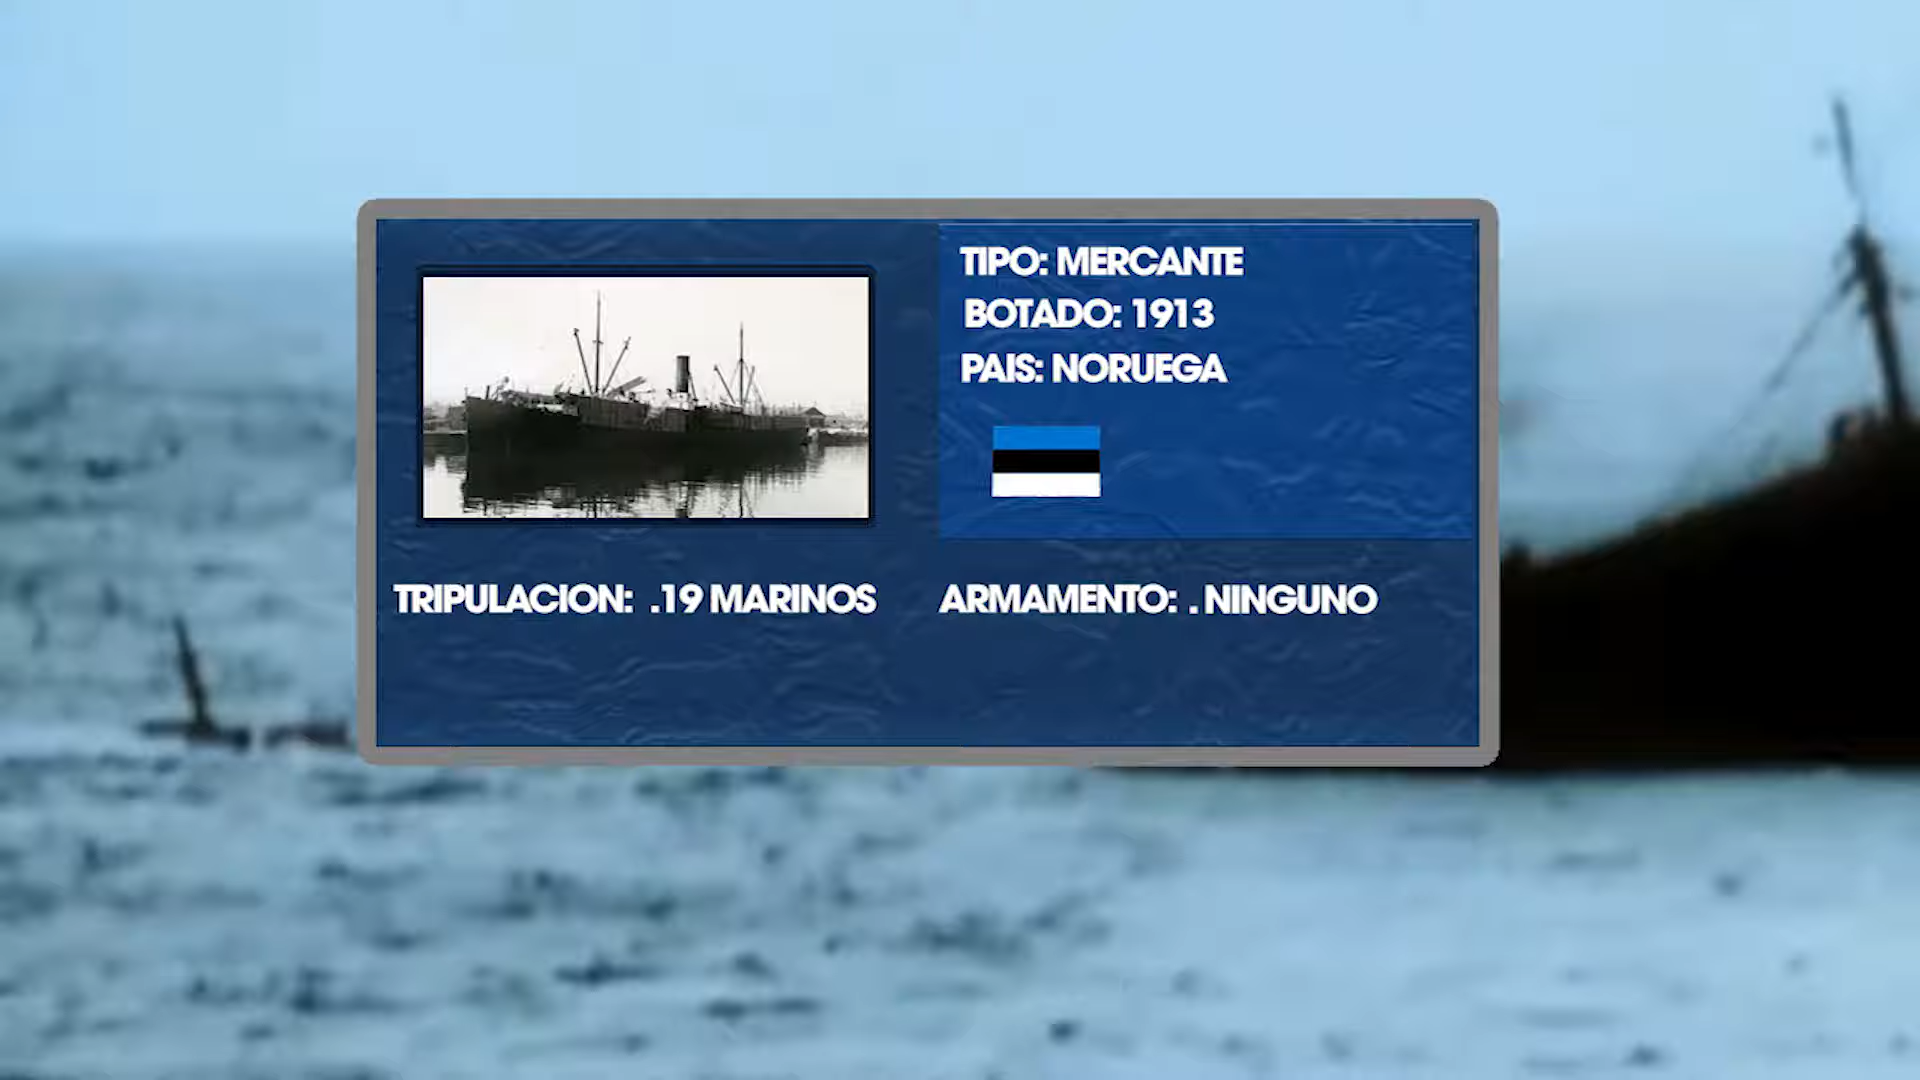 TIPO: MERCANTE
BOTADO: 1913
PAIS: NORUEGA
TRIPULACION: .19 MARINOS
ARMAMENTO: . NINGUNO